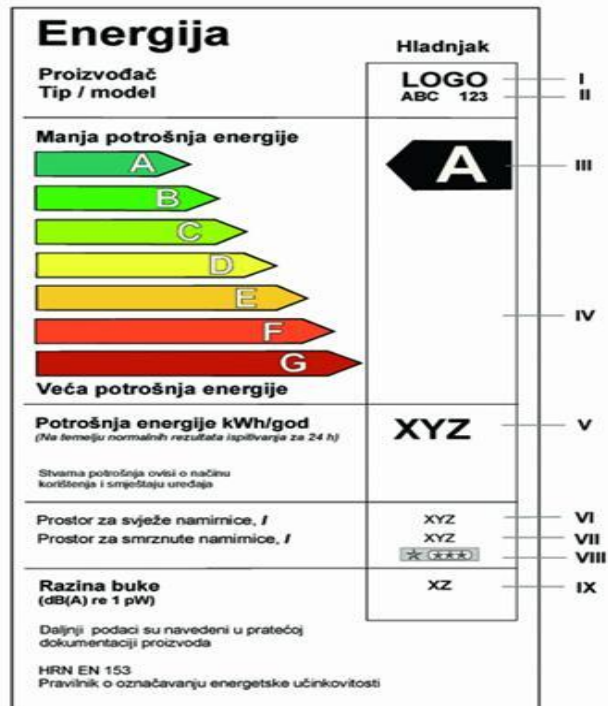 Energija
Hladnjak
Proizvođač
Tip / model
LOGO
ABC 123
I
II
Manja potrošnja energije
A
B
C
D
E
F
G
Veća potrošnja energije
A
III
IV
Potrošnja energije kWh/god
(Na temelju normalnih rezultata ispitivanja za 24 h)
XYZ
V
Stvarna potrošnja ovisi o načinu
korištenja i smještaju uređaja
Prostor za svježe namirnice, l
XYZ
VI
Prostor za smrznute namirnice, l
XYZ
VII
VIII
Razina buke
(dB(A) re 1 pW)
XZ
IX
Daljnji podaci su navedeni u pratećoj
dokumentaciji proizvoda
HRN EN 153
Pravilnik o označavanju energetske učinkovitosti